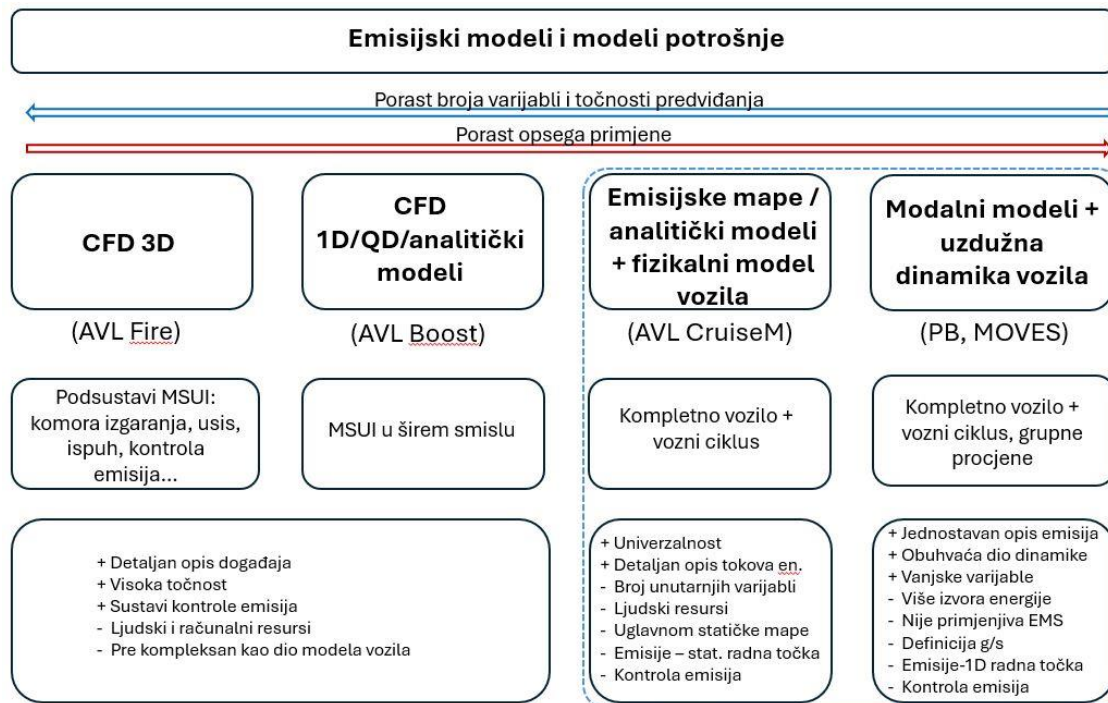 Emisijski modeli i modeli potrošnje
Porast broja varijabli i točnosti predviđanja
Porast opsega primjene
CFD 3D
(AVL Fire)
Podsustavi MSUI:
komora izgaranja, usis,
ispuh, kontrola
emisija...
CFD
1D/QD/analitički
modeli
(AVL Boost)
MSUI u širem smislu
+ Detaljan opis događaja
+ Visoka točnost
+ Sustavi kontrole emisija
- Ljudski i računalni resursi
- Pre kompleksan kao dio modela vozila
Emisijske mape /
analitički modeli
+ fizikalni model
vozila
(AVL CruiseM)
Kompletno vozilo +
vozni ciklus
+ Univerzalnost
+ Detaljan opis tokova en.
- Broj unutarnjih varijabli
- Ljudski resursi
- Uglavnom statičke mape
- Emisije – stat. radna točka
- Kontrola emisija
Modalni modeli +
uzdužna
dinamika vozila
(PB, MOVES)
Kompletno vozilo +
vozni ciklus, grupne
procjene
+ Jednostavan opis emisija
+ Obuhvaća dio dinamike
+ Vanjske varijable
- Više izvora energije
- Nije primjenjiva EMS
- Definicija g/s
- Emisije-1D radna točka
- Kontrola emisija